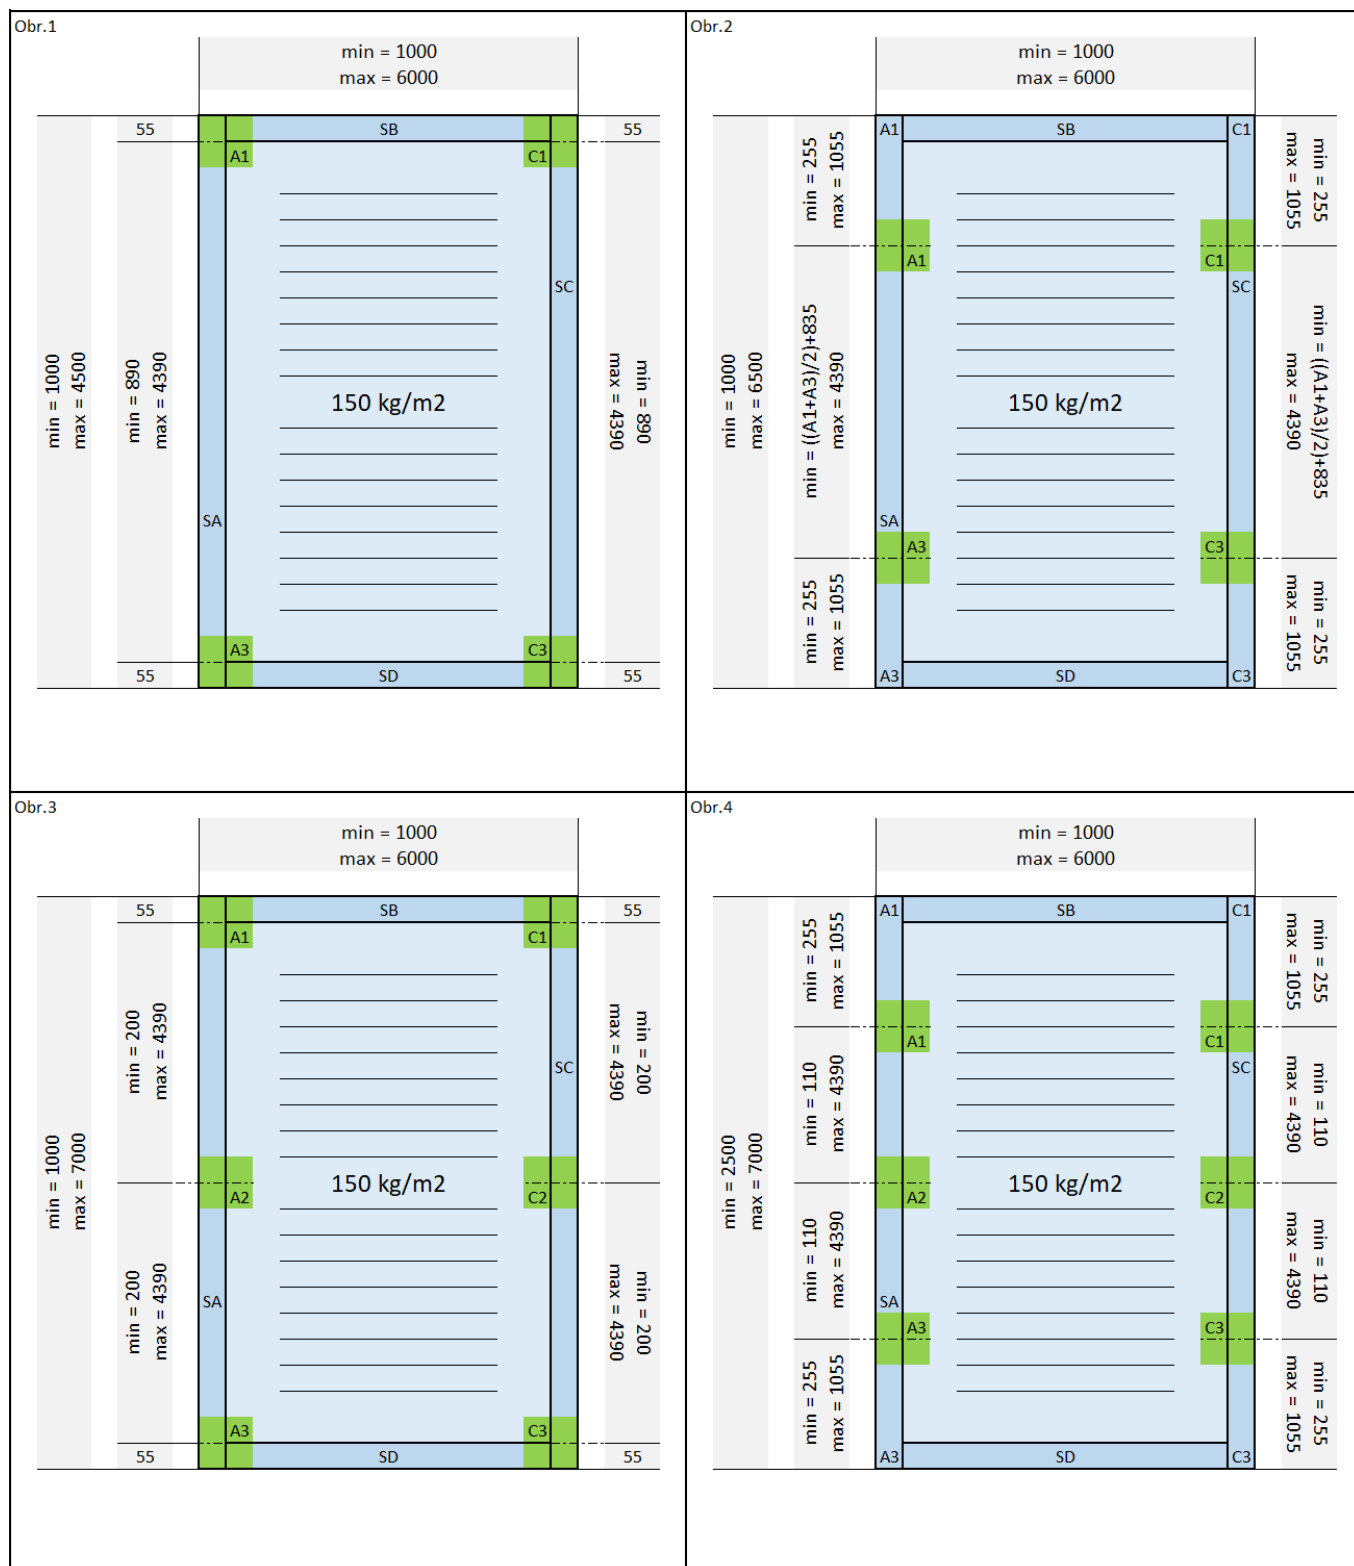 Obr.1
min = 1000
max = 6000
55
SB
55
A1
C1
min = 1000
max = 4500
min = 890
max = 4390
SC
min = 890
max = 4390
150 kg/m2
SA
A3
C3
55
SD
55
Obr.2
min = 1000
max = 6000
A1
SB
C1
min = 255
max = 1055
min = 255
max = 1055
A1
C1
SC
min = 1000
max = 6500
min = ((A1+A3)/2)+835
max = 4390
150 kg/m2
min = ((A1+A3)/2)+835
max = 4390
SA
A3
C3
min = 255
max = 1055
min = 255
max = 1055
A3
SD
C3
Obr.3
min = 1000
max = 6000
55
SB
55
A1
C1
min = 200
max = 4390
min = 200
max = 4390
SC
min = 1000
max = 7000
150 kg/m2
A2
C2
min = 200
max = 4390
SA
min = 200
max = 4390
A3
C3
55
SD
55
Obr.4
min = 1000
max = 6000
A1
SB
C1
min = 255
max = 1055
min = 255
max = 1055
A1
C1
SC
min = 110
max = 4390
min = 110
max = 4390
min = 2500
max = 7000
150 kg/m2
A2
C2
min = 110
max = 4390
min = 110
max = 4390
SA
A3
C3
min = 255
max = 1055
min = 255
max = 1055
A3
SD
C3